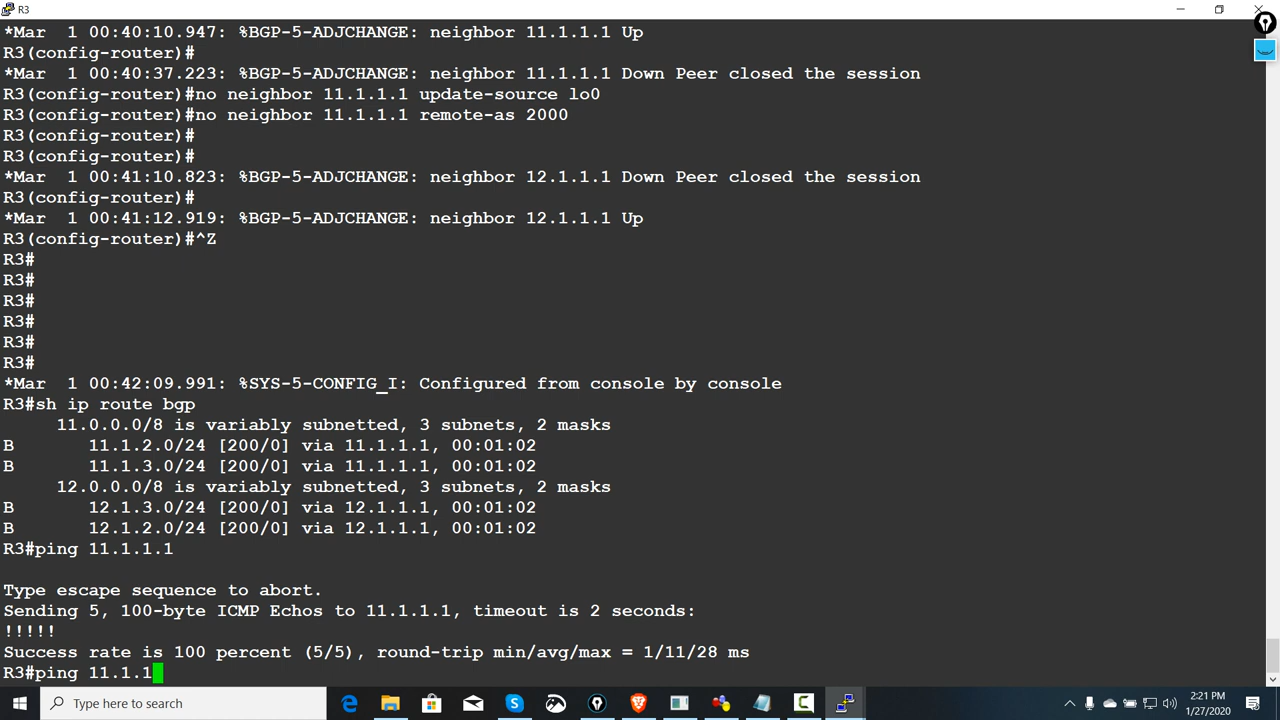 R3
*Mar  1 00:40:10.947: %BGP-5-ADJCHANGE: neighbor 11.1.1.1 Up
R3(config-router)#
*Mar  1 00:40:37.223: %BGP-5-ADJCHANGE: neighbor 11.1.1.1 Down Peer closed the session
R3(config-router)#no neighbor 11.1.1.1 update-source lo0
R3(config-router)#no neighbor 11.1.1.1 remote-as 2000
R3(config-router)#
R3(config-router)#
*Mar  1 00:41:10.823: %BGP-5-ADJCHANGE: neighbor 12.1.1.1 Down Peer closed the session
R3(config-router)#
*Mar  1 00:41:12.919: %BGP-5-ADJCHANGE: neighbor 12.1.1.1 Up
R3(config-router)#^Z
R3#
R3#
R3#
R3#
R3#
R3#
*Mar  1 00:42:09.991: %SYS-5-CONFIG_I: Configured from console by console
R3#sh ip route bgp
     11.0.0.0/8 is variably subnetted, 3 subnets, 2 masks
B       11.1.2.0/24 [200/0] via 11.1.1.1, 00:01:02
B       11.1.3.0/24 [200/0] via 11.1.1.1, 00:01:02
     12.0.0.0/8 is variably subnetted, 3 subnets, 2 masks
B       12.1.3.0/24 [200/0] via 12.1.1.1, 00:01:02
B       12.1.2.0/24 [200/0] via 12.1.1.1, 00:01:02
R3#ping 11.1.1.1
Type escape sequence to abort.
Sending 5, 100-byte ICMP Echos to 11.1.1.1, timeout is 2 seconds:
!!!!!
Success rate is 100 percent (5/5), round-trip min/avg/max = 1/11/28 ms
R3#ping 11.1.1
Type here to search
2:21 PM
1/27/2020